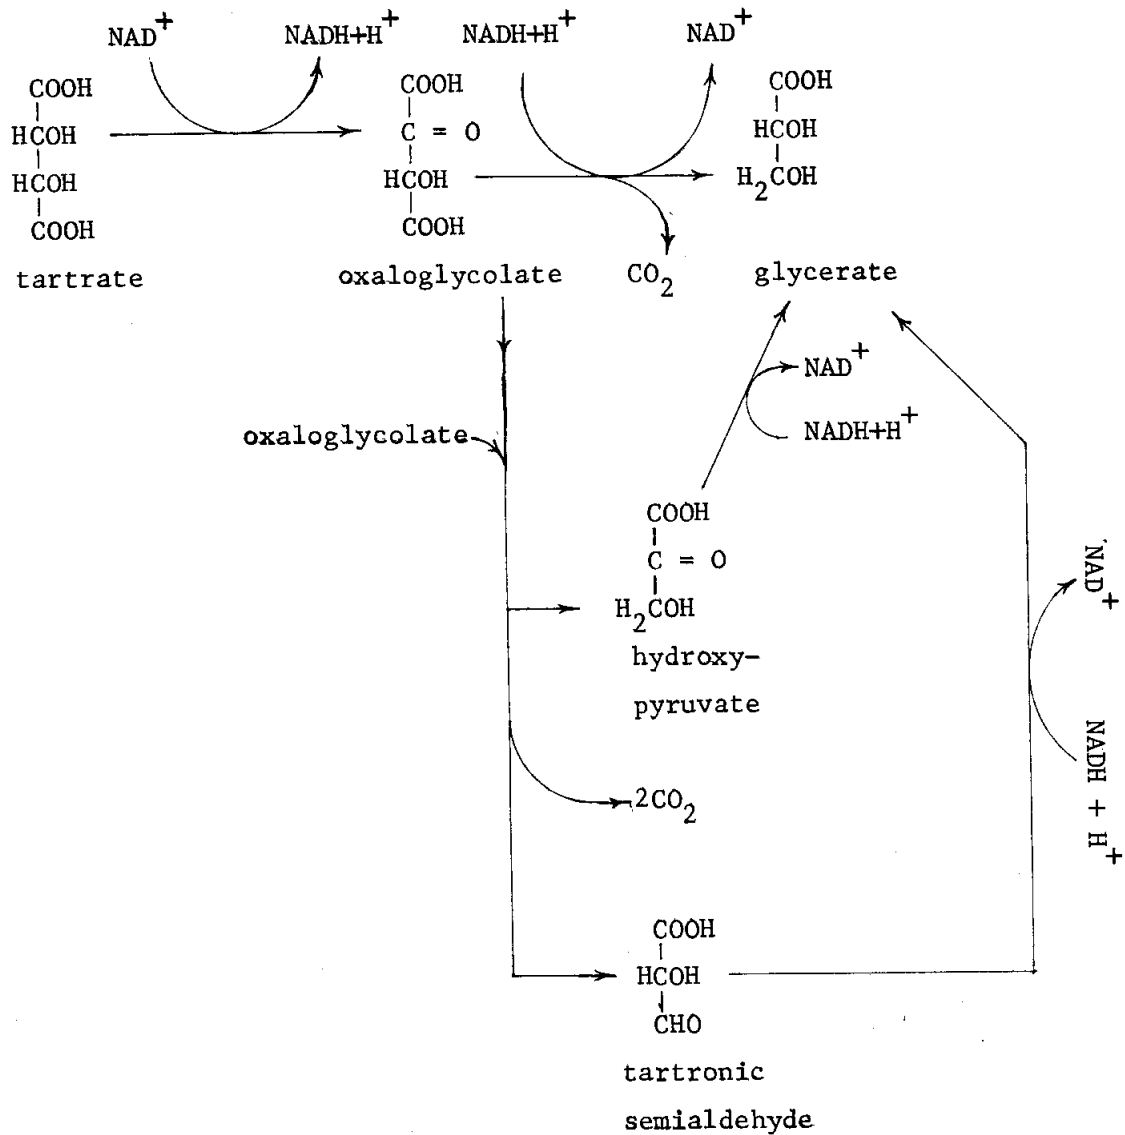 NAD+ NADH+H+ NADH+H+ NAD+
COOH
HCOH
HCOH
COOH
tartrate
COOH
C = O
HCOH
COOH
oxaloglycolate
CO2
COOH
HCOH
H2COH
glycerate
NAD+
NADH+H+
oxaloglycolate
COOH
C = O
H2COH
hydroxy-
pyruvate
NAD+
NADH + H+
2CO2
COOH
HCOH
CHO
tartronic
semialdehyde